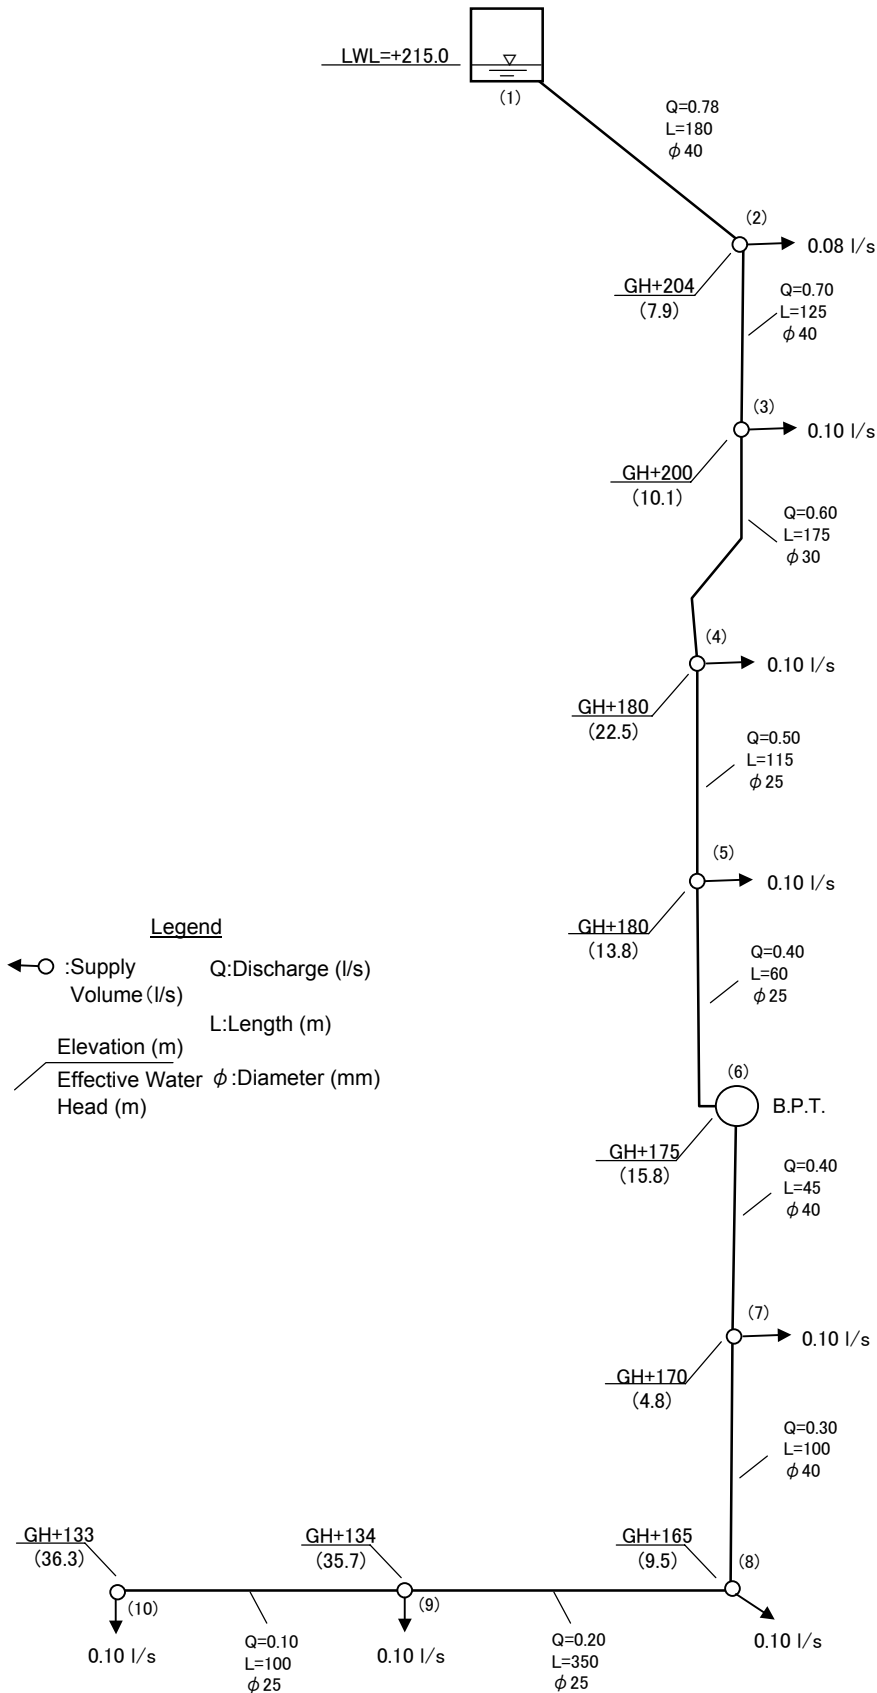 LWL=+215.0
(1)
Q=0.78
L=180
φ40
(2)
0.08 l/s
GH+204
(7.9)
Q=0.70
L=125
φ40
(3)
0.10 l/s
GH+200
(10.1)
Q=0.60
L=175
φ30
(4)
0.10 l/s
GH+180
(22.5)
Q=0.50
L=115
φ25
(5)
0.10 l/s
GH+180
(13.8)
Q=0.40
L=60
φ25
Legend
:Supply
Volume(l/s)
Q:Discharge (l/s)
L:Length (m)
Elevation (m)
Effective Water
Head (m)
φ:Diameter (mm)
(6)
B.P.T.
GH+175
(15.8)
Q=0.40
L=45
φ40
(7)
0.10 l/s
GH+170
(4.8)
Q=0.30
L=100
φ40
GH+133
(36.3)
GH+134
(35.7)
GH+165
(9.5)
(8)
(10)
(9)
0.10 l/s
Q=0.10
L=100
φ25
0.10 l/s
Q=0.20
L=350
φ25
0.10 l/s